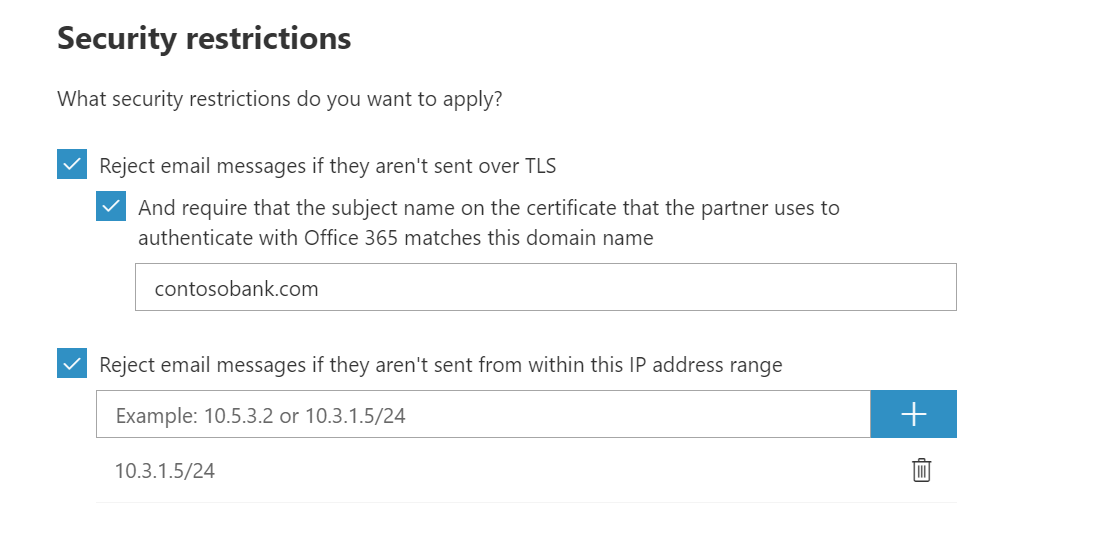 Security restrictions
What security restrictions do you want to apply?
Reject email messages if they aren't sent over TLS
And require that the subject name on the certificate that the partner uses to
authenticate with Office 365 matches this domain name
contosobank.com
Reject email messages if they aren't sent from within this IP address range
Example: 10.5.3.2 or 10.3.1.5/24
10.3.1.5/24